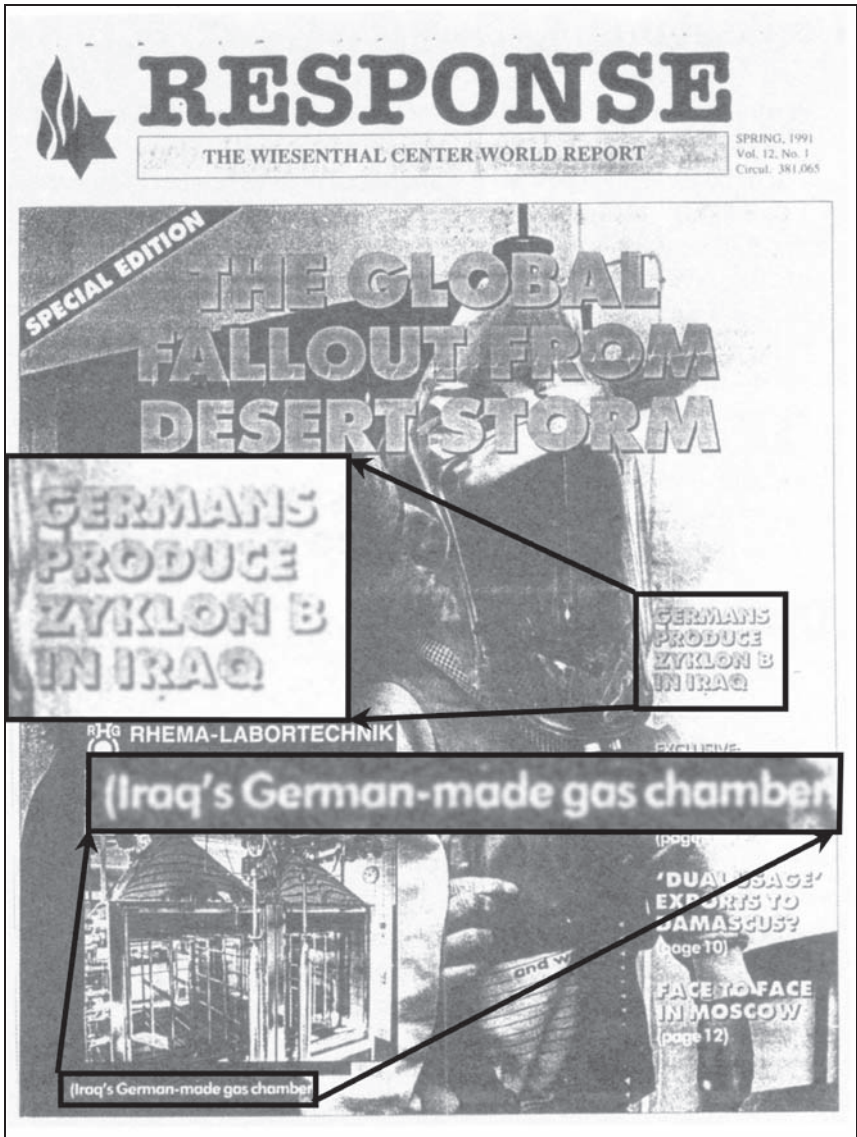 RESPONSE
THE WIESENTHAL CENTER WORLD REPORT
SPRING, 1991
Vol. 12, No. 1
Circul. 381,065
SPECIAL EDITION
THE GLOBAL
FALLOUT FROM
DESERT STORM
GERMANS
PRODUCE
ZYKLON B
IN IRAQ
GERMANS
PRODUCE
ZYKLON B
IN IRAQ
RHG
RHEMA-LABORTECHNIK
EXCLUSIVE:
(Iraq's German-made gas chamber
'DUAL USAGE'
EXPORTS TO
DAMASCUS?
(page 10)
and w
FACE TO FACE
IN MOSCOW
(page 12)
(Iraq's German-made gas chamber